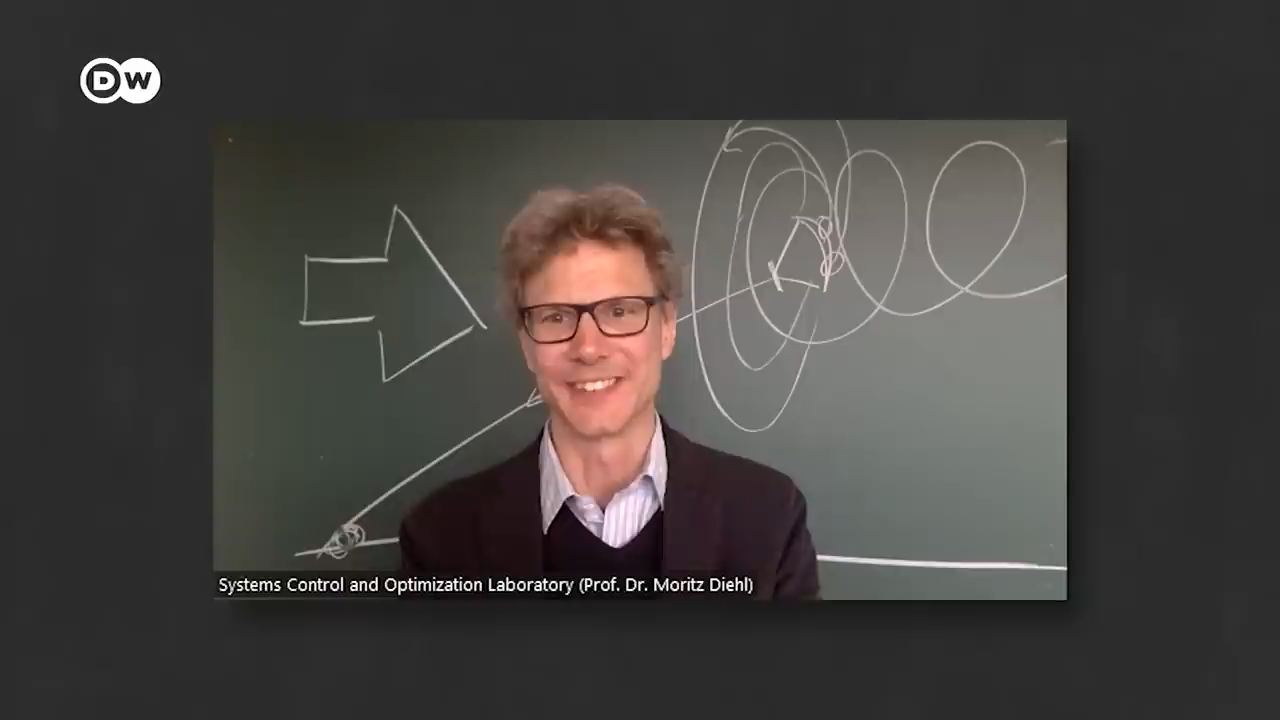 DW
Systems Control and Optimization Laboratory (Prof. Dr. Moritz Diehl)